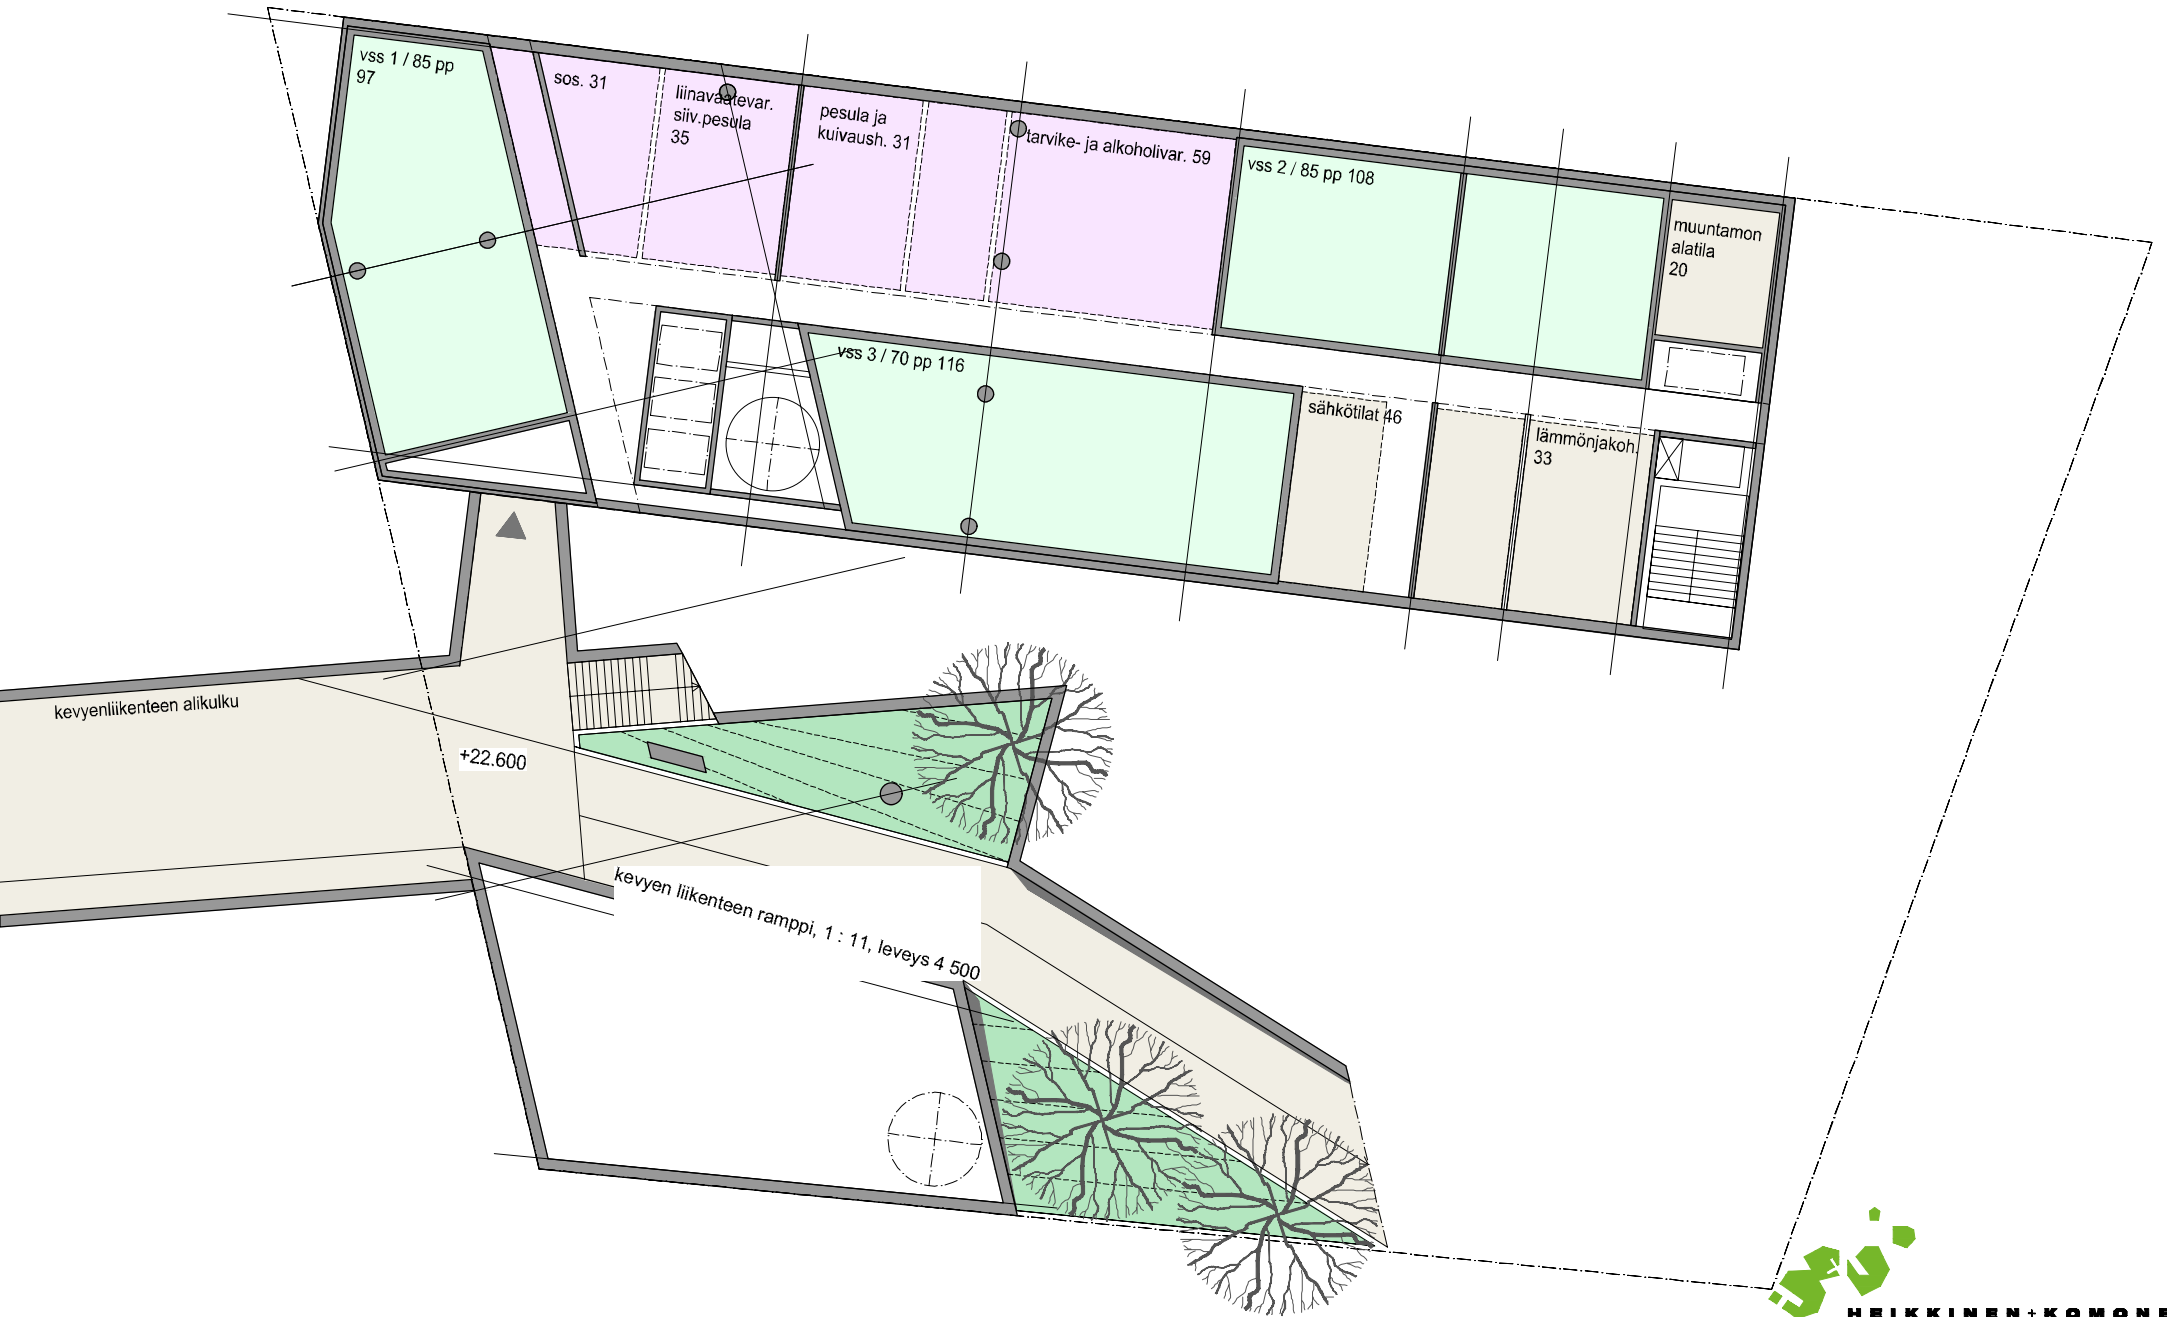 vss 1 / 85 pp
97
sos. 31
liinavaatevar.
siiv.pesula
35
pesula ja
kuivaush. 31
tarvike- ja alkoholivar. 59
vss 2 / 85 pp 108
muuntamon
alatila
20
vss 3 / 70 pp 116
sähkötilat 46
lämmönjakoh.
33
kevyenliikenteen alikulku
+22.600
kevyen liikenteen ramppi, 1 : 11, leveys 4 500
HEIKKINEN+KOMONE